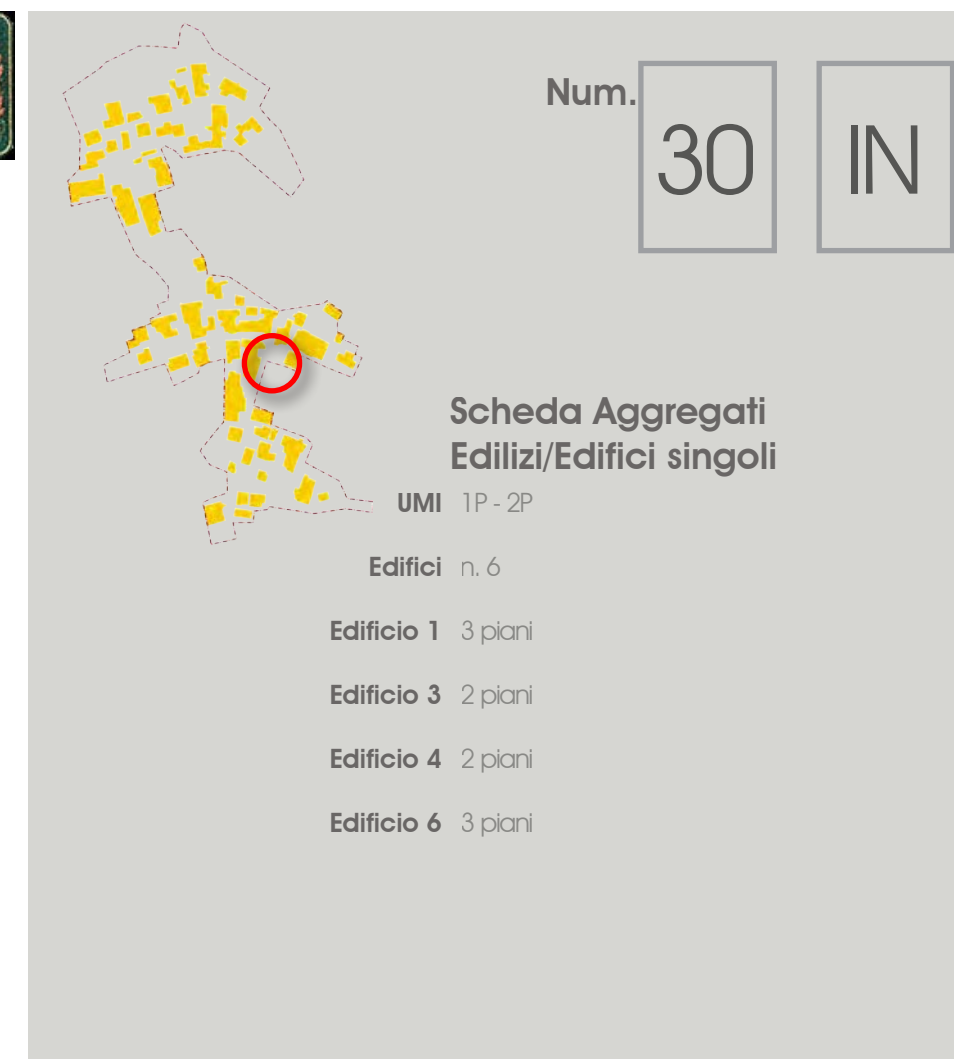 Num.
30
IN
Scheda Aggregati
Edilizi/Edifici singoli
UMI 1P - 2P
Edifici n. 6
Edificio 1 3 piani
Edificio 3 2 piani
Edificio 4 2 piani
Edificio 6 3 piani